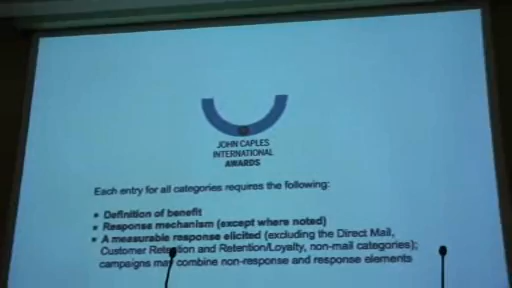 JOHN CAPLES
INTERNATIONAL
AWARDS
Each entry for all categories requires the following:
• Definition of benefit
• Response mechanism (except where noted)
• A measurable response elicited (excluding the Direct Mail,
Customer Retention and Retention/Loyalty, non-mail categories);
campaigns may combine non-response and response elements